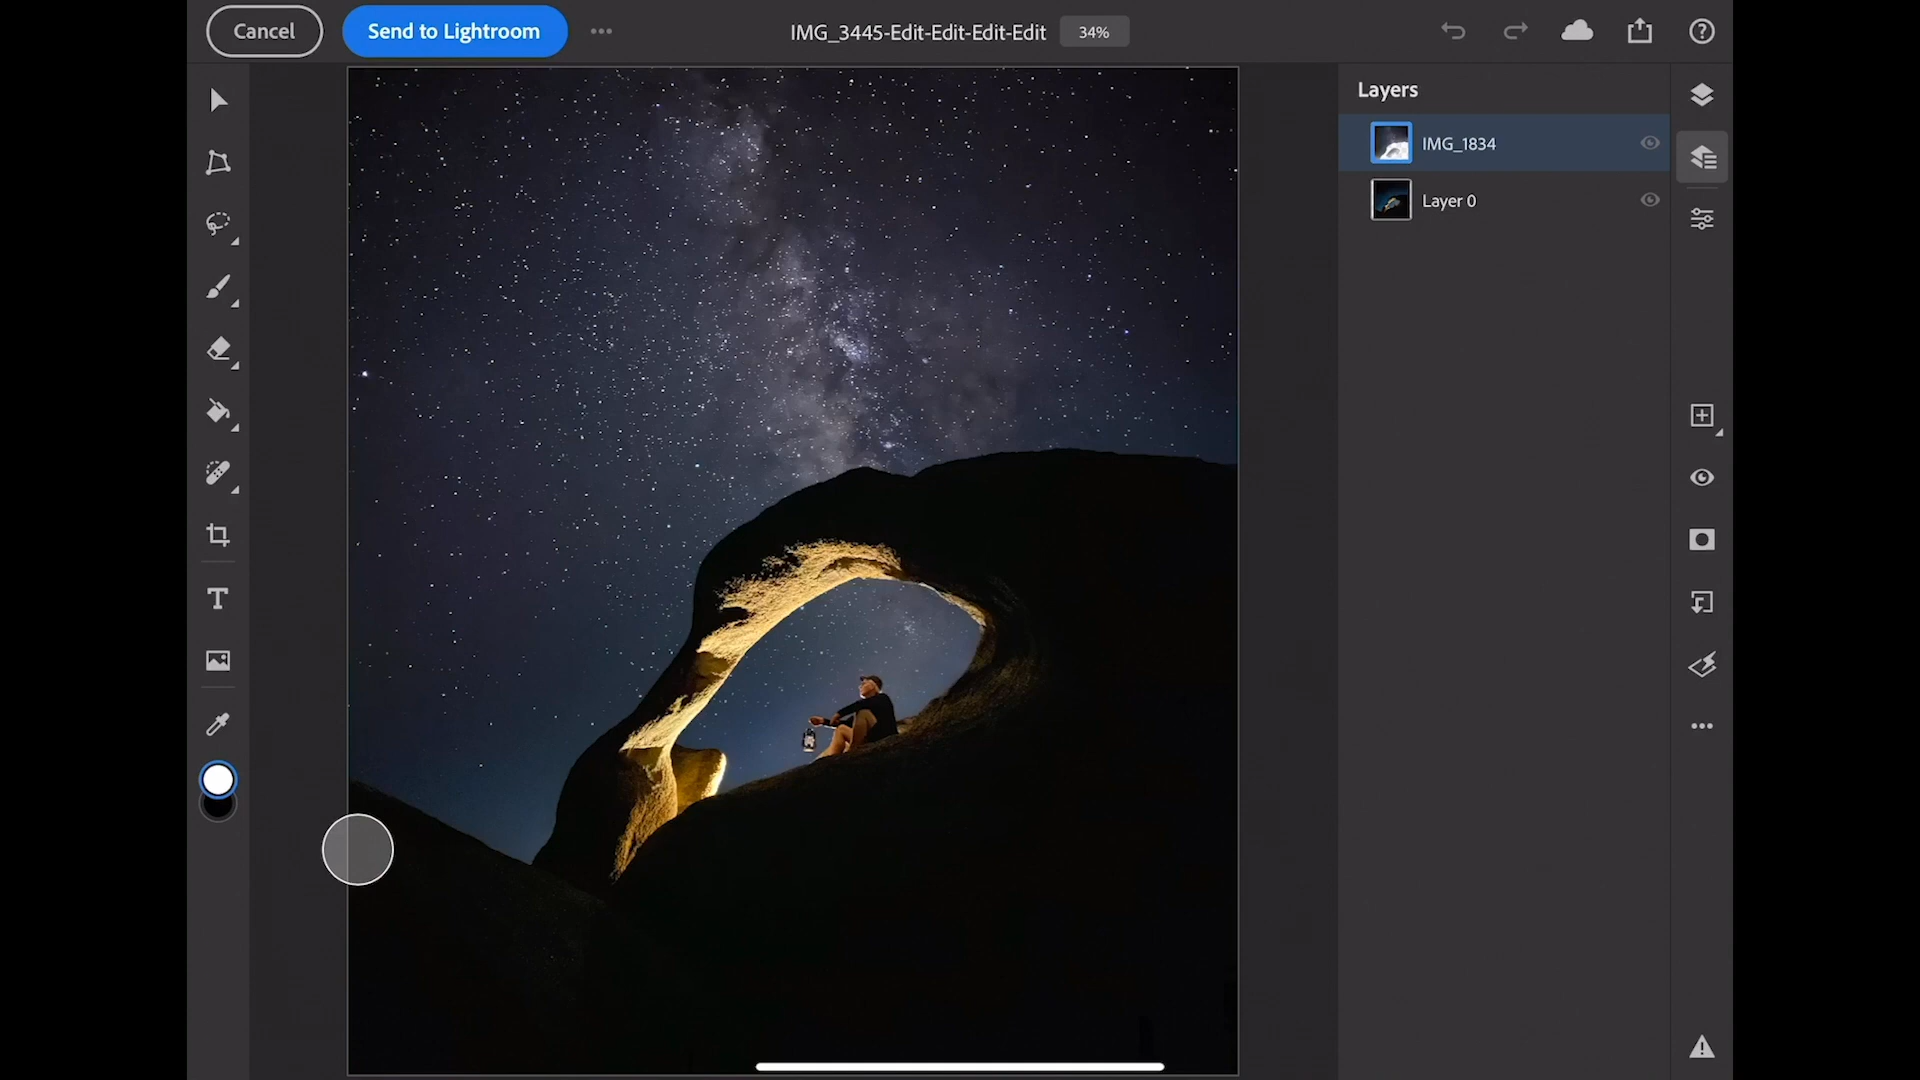 Cancel
Send to Lightroom
IMG_3445-Edit-Edit-Edit-Edit
34%
Layers
IMG_1834
Layer 0